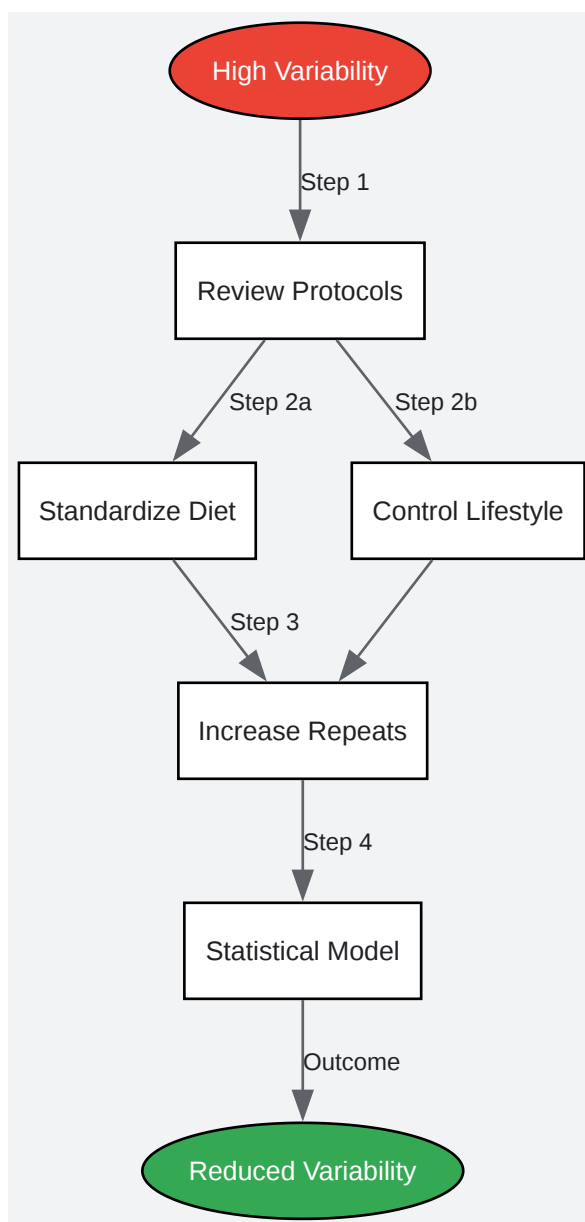 High Variability
Step 1
Review Protocols
Step 2a
Step 2b
Standardize Diet
Control Lifestyle
Step 3
Increase Repeats
Step 4
Statistical Model
Outcome
Reduced Variability